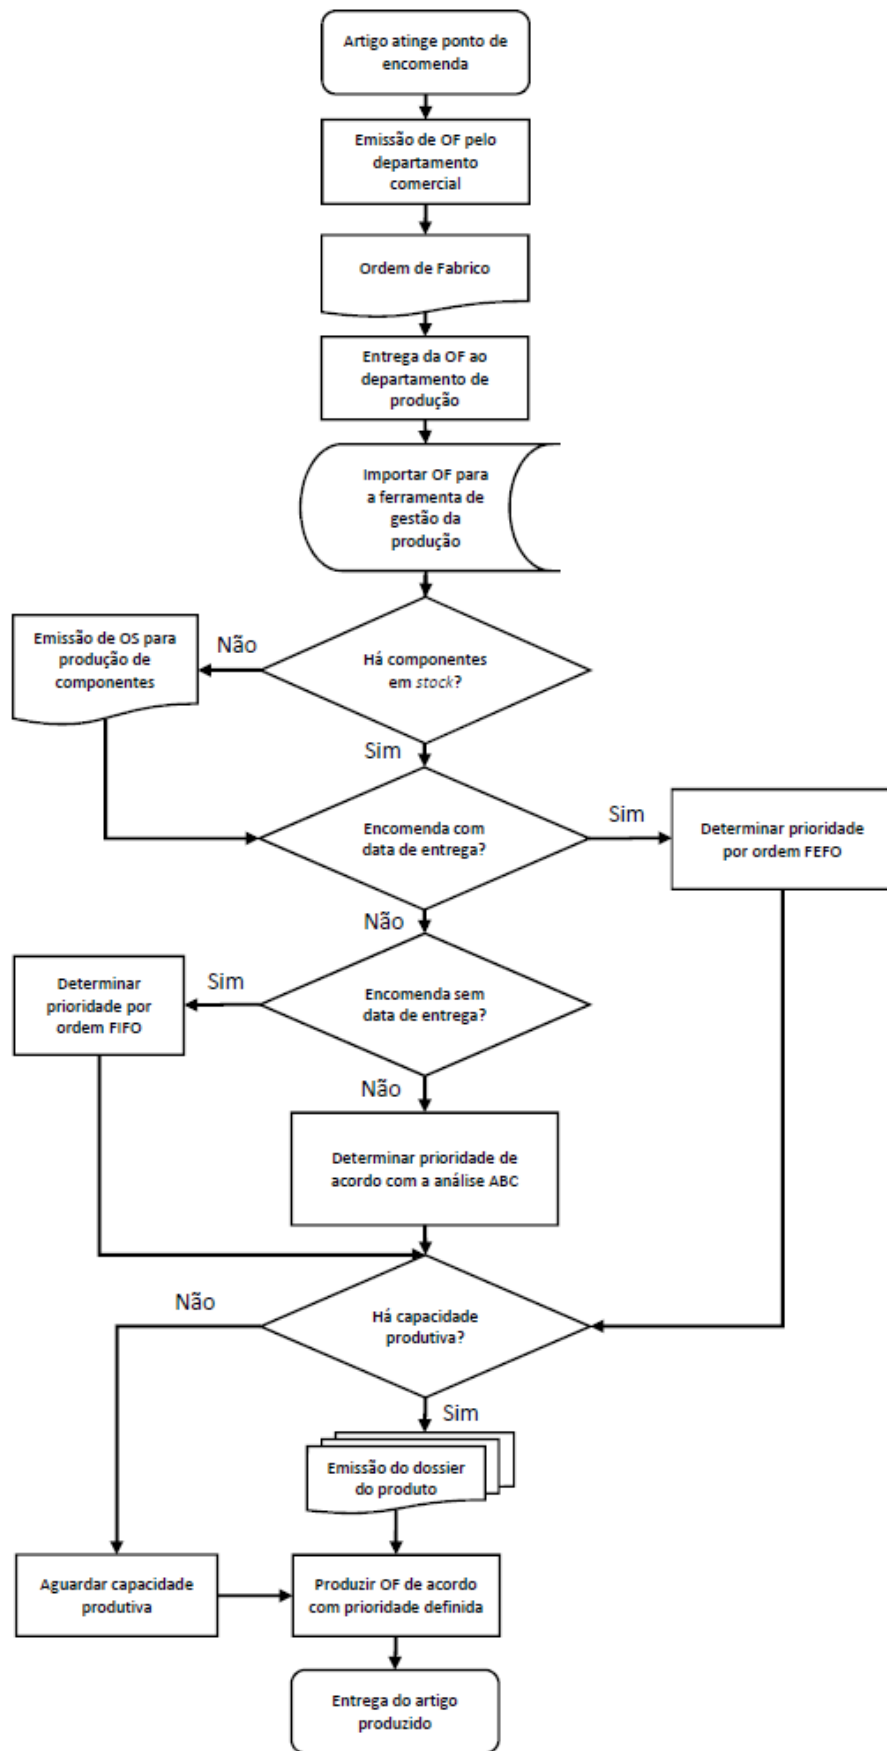 Artigo atinge ponto de
encomenda
Emissão de OF pelo
departamento
comercial
Ordem de Fabrico
Entrega da OF ao
departamento de
produção
Importar OF para
a ferramenta de
gestão da
produção
Há componentes
em stock?
Não
Emissão de OS para
produção de
componentes
Sim
Encomenda com
data de entrega?
Sim
Determinar prioridade
por ordem FEFO
Não
Encomenda sem
data de entrega?
Sim
Determinar
prioridade por
ordem FIFO
Não
Determinar prioridade de
acordo com a análise ABC
Há capacidade
produtiva?
Não
Sim
Emissão do dossier
do produto
Aguardar capacidade
produtiva
Produzir OF de acordo
com prioridade definida
Entrega do artigo
produzido